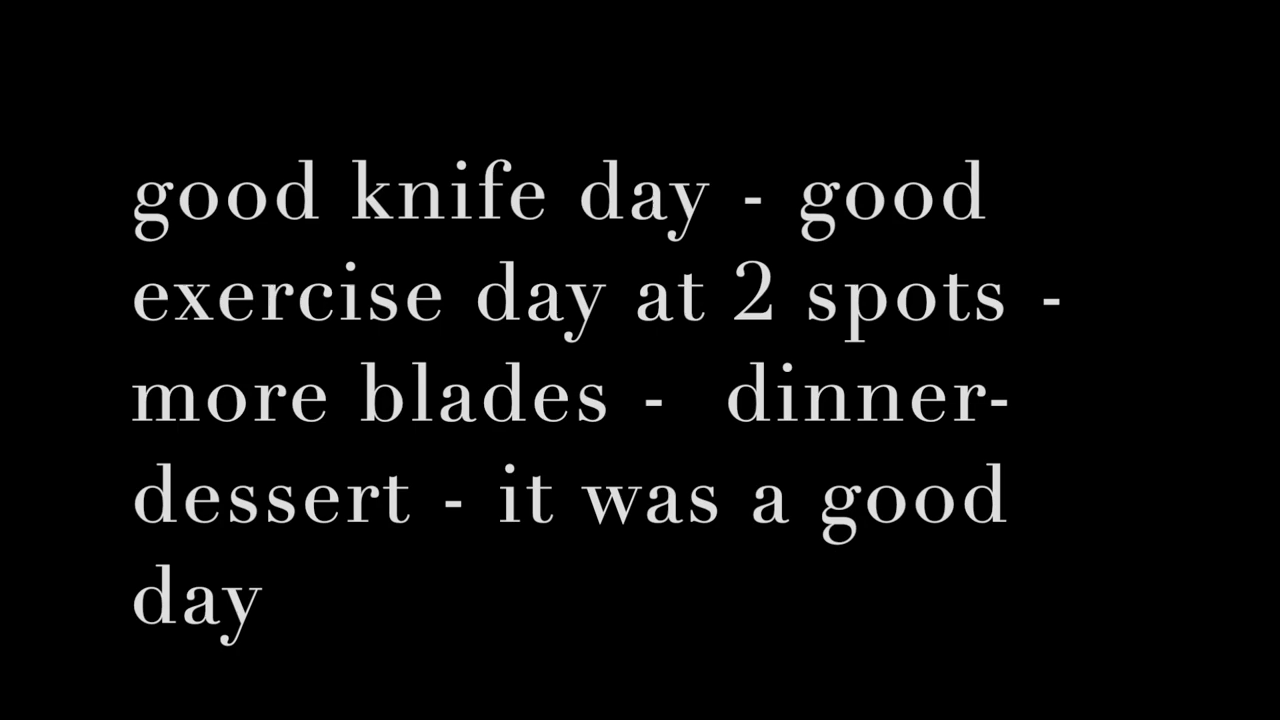 good knife day - good
exercise day at 2 spots -
more blades -  dinner-
dessert - it was a good
day